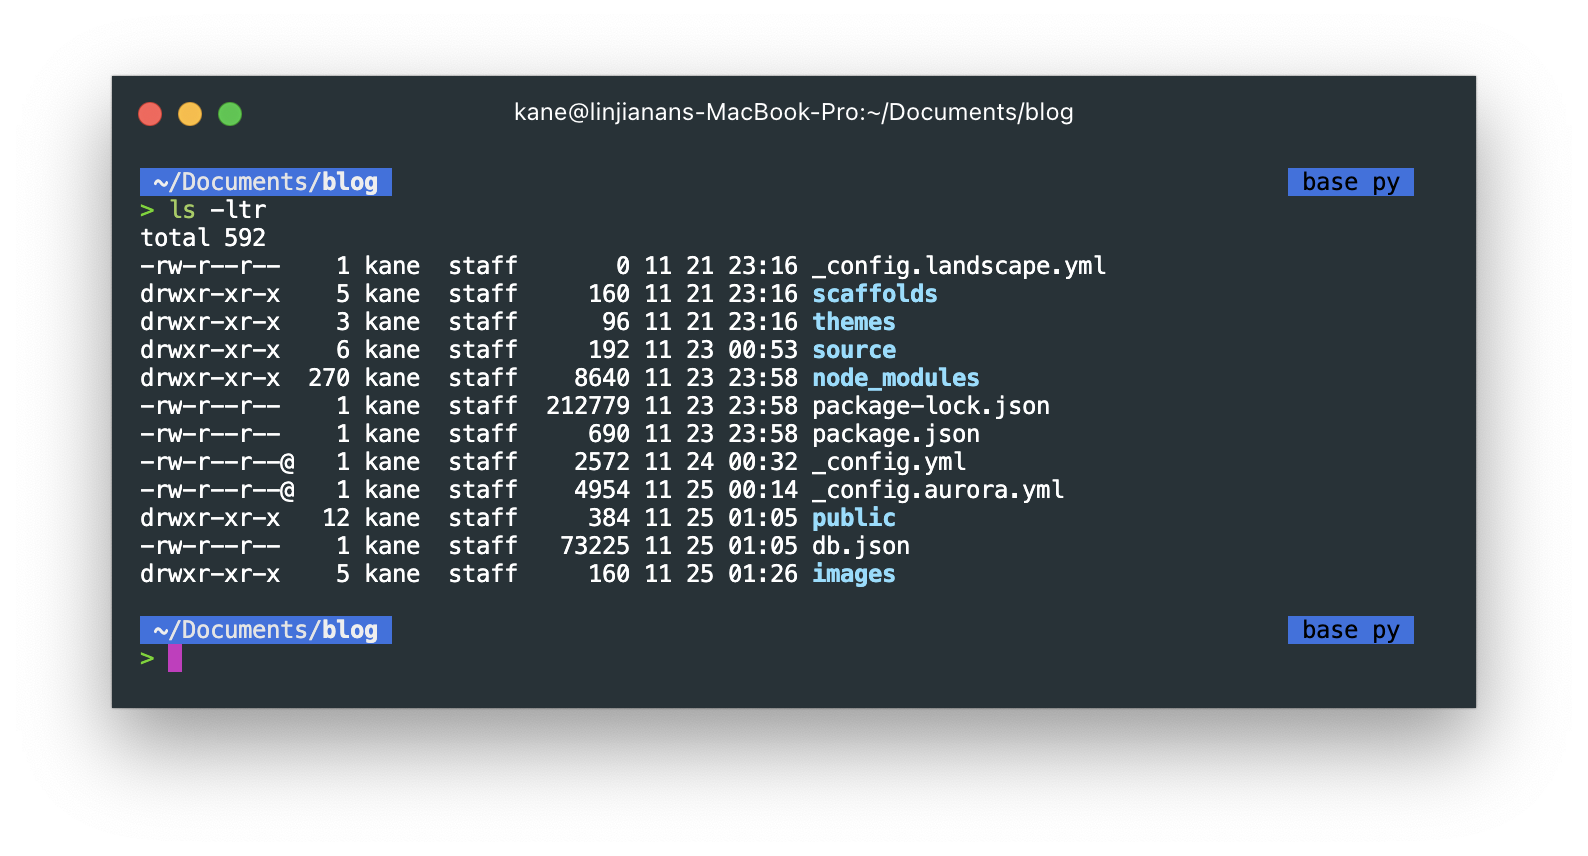 kane@linjianans-MacBook-Pro:~/Documents/blog
~/Documents/blog base py
> ls -ltr
total 592
-rw-r--r--    1 kane  staff       0 11 21 23:16 _config.landscape.yml
drwxr-xr-x    5 kane  staff     160 11 21 23:16 scaffolds
drwxr-xr-x    3 kane  staff      96 11 21 23:16 themes
drwxr-xr-x    6 kane  staff     192 11 23 00:53 source
drwxr-xr-x  270 kane  staff    8640 11 23 23:58 node_modules
-rw-r--r--    1 kane  staff  212779 11 23 23:58 package-lock.json
-rw-r--r--    1 kane  staff     690 11 23 23:58 package.json
-rw-r--r--@   1 kane  staff    2572 11 24 00:32 _config.yml
-rw-r--r--@   1 kane  staff    4954 11 25 00:14 _config.aurora.yml
drwxr-xr-x   12 kane  staff     384 11 25 01:05 public
-rw-r--r--    1 kane  staff   73225 11 25 01:05 db.json
drwxr-xr-x    5 kane  staff     160 11 25 01:26 images
~/Documents/blog base py
>